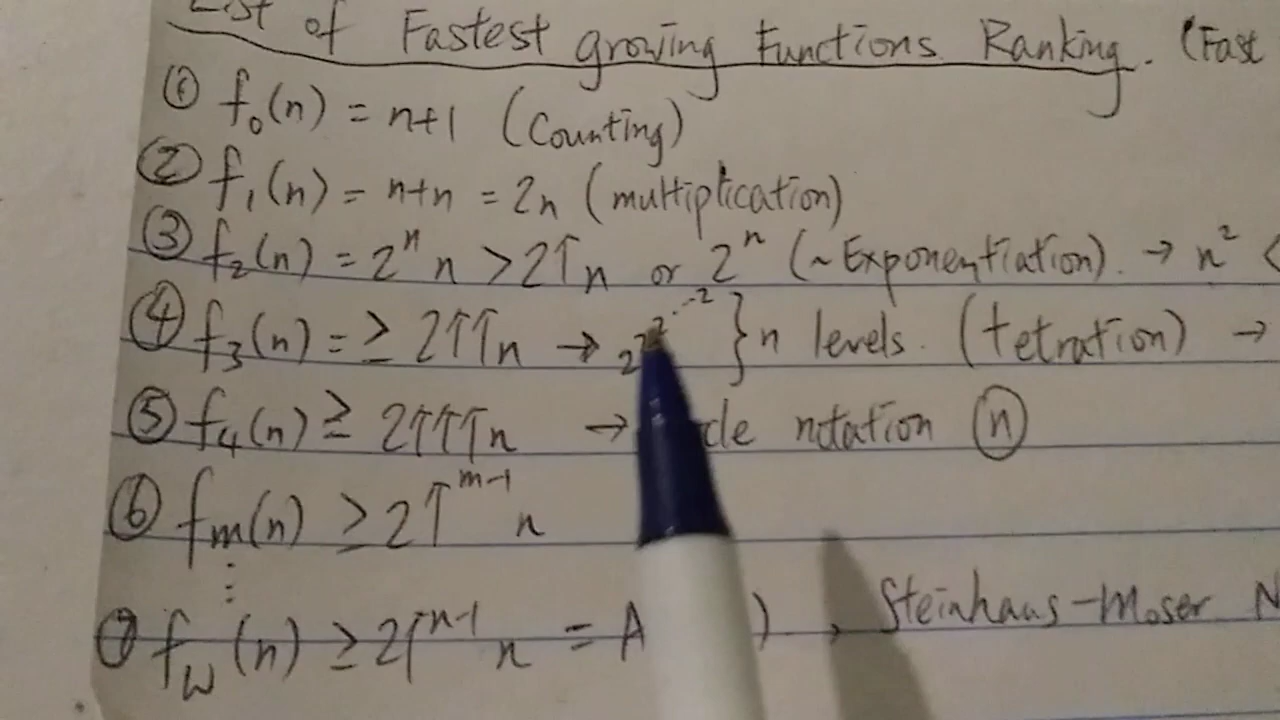 List of Fastest growing Functions Ranking. (Fast
① f₀(n) = n+1 (Counting)
② f₁(n) = n+n = 2n (multiplication)
③ f₂(n) = 2ⁿ n > 2↑n or 2ⁿ (~Exponentiation). → n² <
④ f₃(n) = ≥ 2↑↑n → 2^2^2^⋰^2 } n levels. (tetration) →
⑤ f₄(n) ≥ 2↑↑↑n → notation ⓝ
⑥ fₘ(n) ≥ 2↑^m-1 n
⋮
⑦ f_ω(n) ≥ 2↑^n-1 n = A ) → Steinhaus-Moser N